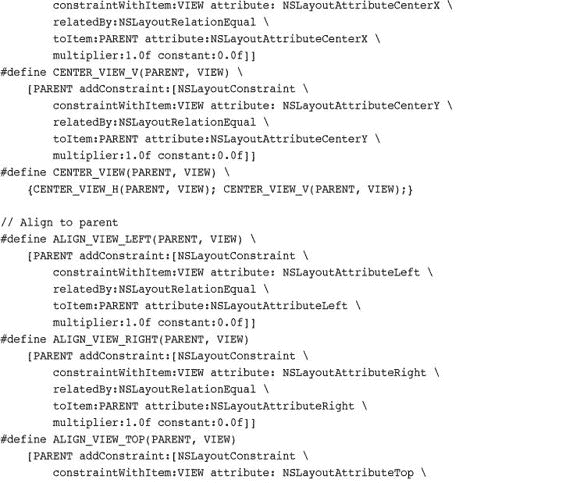 constraintWithItem:VIEW attribute: NSLayoutAttributeCenterX \
        relatedBy:NSLayoutRelationEqual \
        toItem:PARENT attribute:NSLayoutAttributeCenterX \
        multiplier:1.0f constant:0.0f]]
#define CENTER_VIEW_V(PARENT, VIEW) \
    [PARENT addConstraint:[NSLayoutConstraint \
        constraintWithItem:VIEW attribute: NSLayoutAttributeCenterY \
        relatedBy:NSLayoutRelationEqual \
        toItem:PARENT attribute:NSLayoutAttributeCenterY \
        multiplier:1.0f constant:0.0f]]
#define CENTER_VIEW(PARENT, VIEW) \
    {CENTER_VIEW_H(PARENT, VIEW); CENTER_VIEW_V(PARENT, VIEW);}
// Align to parent
#define ALIGN_VIEW_LEFT(PARENT, VIEW) \
    [PARENT addConstraint:[NSLayoutConstraint \
        constraintWithItem:VIEW attribute: NSLayoutAttributeLeft \
        relatedBy:NSLayoutRelationEqual \
        toItem:PARENT attribute:NSLayoutAttributeLeft \
        multiplier:1.0f constant:0.0f]]
#define ALIGN_VIEW_RIGHT(PARENT, VIEW)
    [PARENT addConstraint:[NSLayoutConstraint \
        constraintWithItem:VIEW attribute: NSLayoutAttributeRight \
        relatedBy:NSLayoutRelationEqual \
        toItem:PARENT attribute:NSLayoutAttributeRight \
        multiplier:1.0f constant:0.0f]]
#define ALIGN_VIEW_TOP(PARENT, VIEW)
    [PARENT addConstraint:[NSLayoutConstraint \
        constraintWithItem:VIEW attribute: NSLayoutAttributeTop \